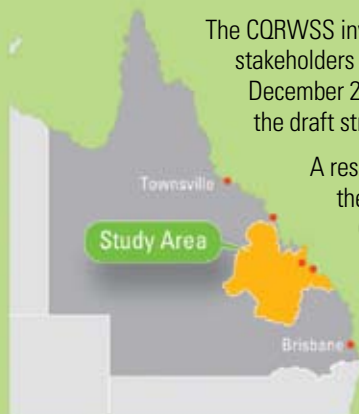 The CQRWSS inv
stakeholders
December 2
the draft str
A res
the
Townsville
Study Area
Brisbane